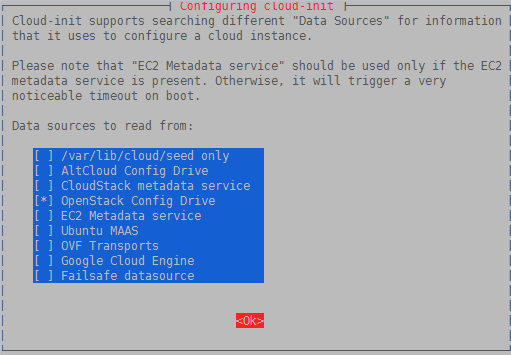 Configuring cloud-init
Cloud-init supports searching different "Data Sources" for information
that it uses to configure a cloud instance.
Please note that "EC2 Metadata service" should be used only if the EC2
metadata service is present. Otherwise, it will trigger a very
noticeable timeout on boot.
Data sources to read from:
[ ] /var/lib/cloud/seed only
[ ] AltCloud Config Drive
[ ] CloudStack metadata service
[*] OpenStack Config Drive
[ ] EC2 Metadata service
[ ] Ubuntu MAAS
[ ] OVF Transports
[ ] Google Cloud Engine
[ ] Failsafe datasource
<Ok>